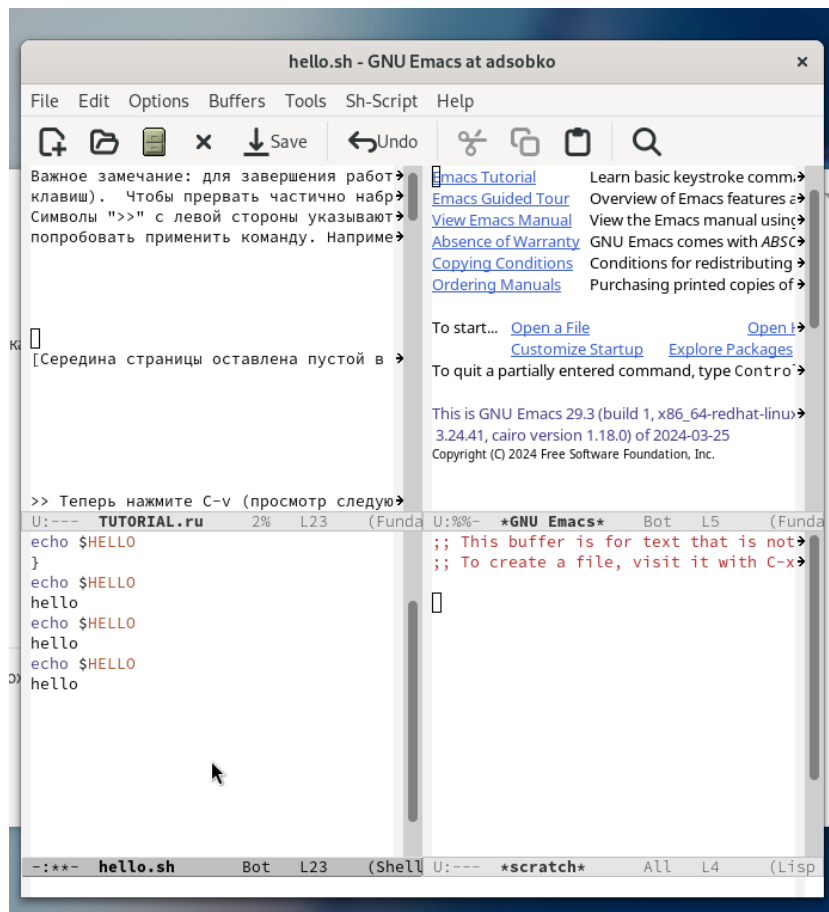 hello.sh - GNU Emacs at adsobko
File Edit Options Buffers Tools Sh-Script Help
Save Undo
Важное замечание: для завершения работ
клавиш). Чтобы прервать частично набр
Символы ">>" с левой стороны указывают
попробовать применить команду. Наприме
[Середина страницы оставлена пустой в
>> Теперь нажмите C-v (просмотр следую
U:--- TUTORIAL.ru 2% L23 (Funda
Emacs Tutorial Learn basic keystroke comm
Emacs Guided Tour Overview of Emacs features a
View Emacs Manual View the Emacs manual using
Absence of Warranty GNU Emacs comes with ABSO
Copying Conditions Conditions for redistributing
Ordering Manuals Purchasing printed copies of
To start... Open a File Open H
Customize Startup Explore Packages
To quit a partially entered command, type Control
This is GNU Emacs 29.3 (build 1, x86_64-redhat-linux
3.24.41, cairo version 1.18.0) of 2024-03-25
Copyright (C) 2024 Free Software Foundation, Inc.
U:%%- *GNU Emacs* Bot L5 (Funda
echo $HELLO
}
echo $HELLO
hello
echo $HELLO
hello
echo $HELLO
hello
-:**- hello.sh Bot L23 (Shell
;; This buffer is for text that is not
;; To create a file, visit it with C-x
U:--- *scratch* All L4 (Lisp